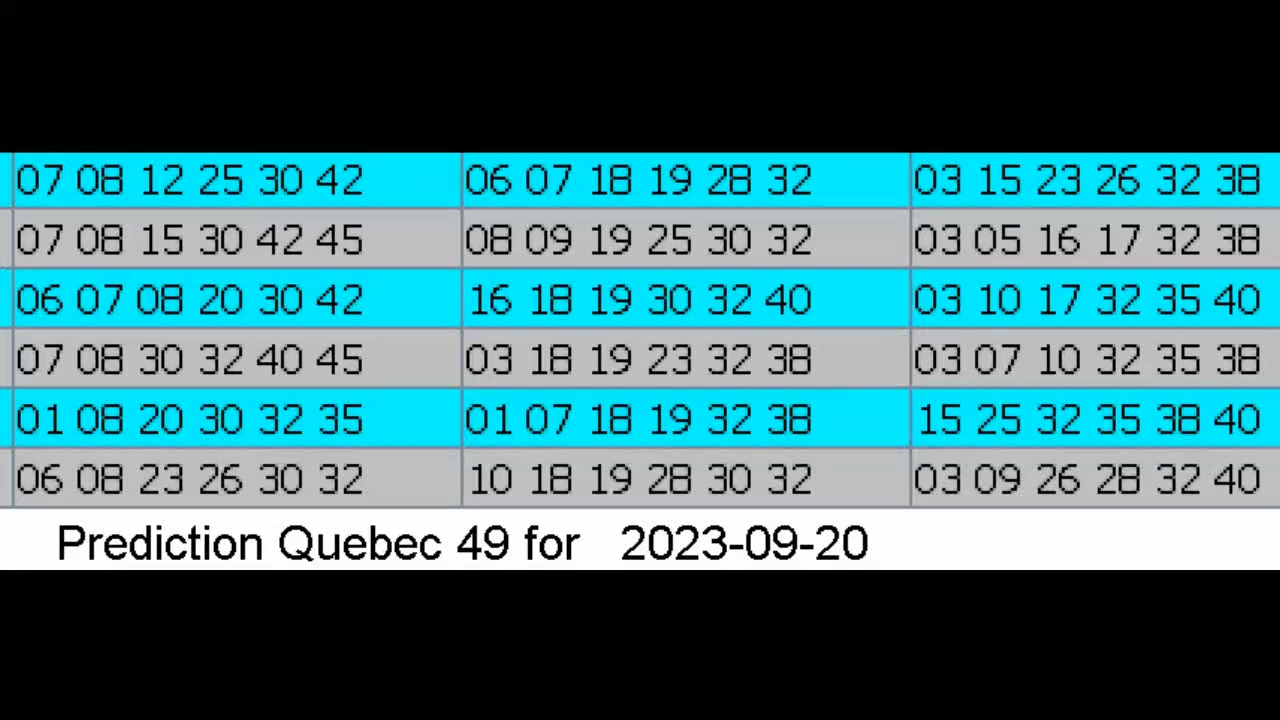 07 08 12 25 30 42 06 07 18 19 28 32 03 15 23 26 32 38
07 08 15 30 42 45 08 09 19 25 30 32 03 05 16 17 32 38
06 07 08 20 30 42 16 18 19 30 32 40 03 10 17 32 35 40
07 08 30 32 40 45 03 18 19 23 32 38 03 07 10 32 35 38
01 08 20 30 32 35 01 07 18 19 32 38 15 25 32 35 38 40
06 08 23 26 30 32 10 18 19 28 30 32 03 09 26 28 32 40
Prediction Quebec 49 for 2023-09-20